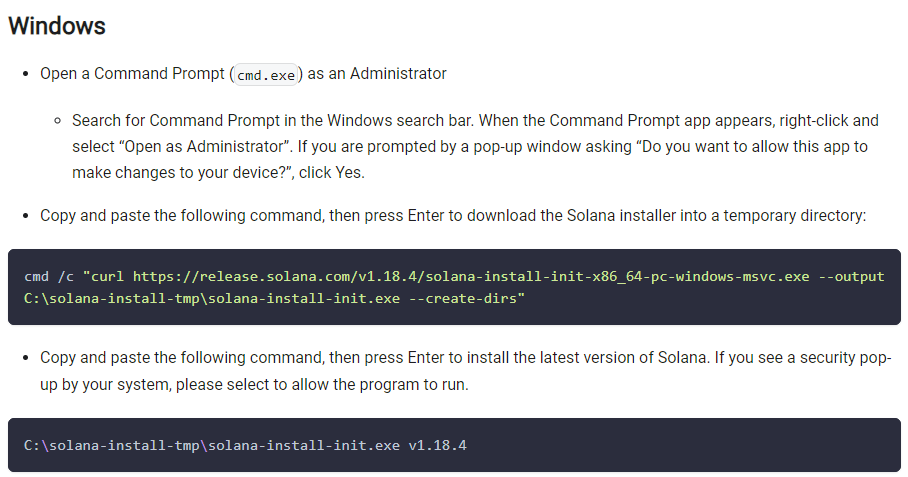 Windows
Open a Command Prompt (cmd.exe) as an Administrator
Search for Command Prompt in the Windows search bar. When the Command Prompt app appears, right-click and
select “Open as Administrator”. If you are prompted by a pop-up window asking “Do you want to allow this app to
make changes to your device?”, click Yes.
Copy and paste the following command, then press Enter to download the Solana installer into a temporary directory:
cmd /c "curl https://release.solana.com/v1.18.4/solana-install-init-x86_64-pc-windows-msvc.exe --output
C:\solana-install-tmp\solana-install-init.exe --create-dirs"
Copy and paste the following command, then press Enter to install the latest version of Solana. If you see a security pop-
up by your system, please select to allow the program to run.
C:\solana-install-tmp\solana-install-init.exe v1.18.4